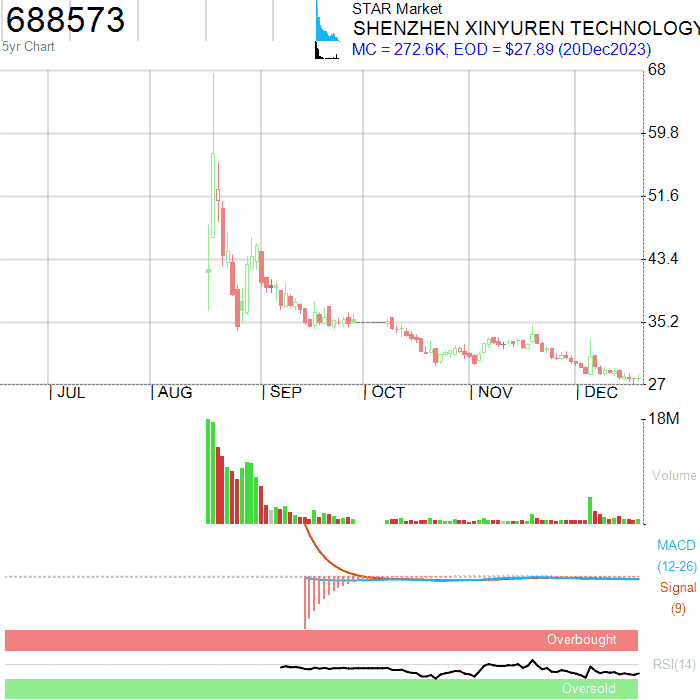 688573
5yr Chart
STAR Market
SHENZHEN XINYUREN TECHNOLOGY
MC = 272.6K, EOD = $27.89 (20Dec2023)
68
59.8
51.6
43.4
35.2
27
JUL AUG SEP OCT NOV DEC
18M
Volume
MACD
(12-26)
Signal
(9)
Overbought
RSI(14)
Oversold